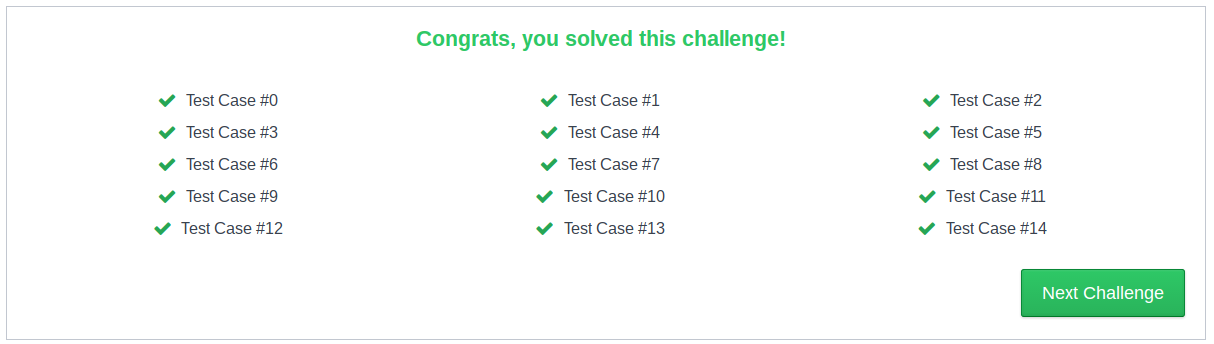 Congrats, you solved this challenge!
Test Case #0 Test Case #1 Test Case #2
Test Case #3 Test Case #4 Test Case #5
Test Case #6 Test Case #7 Test Case #8
Test Case #9 Test Case #10 Test Case #11
Test Case #12 Test Case #13 Test Case #14
Next Challenge